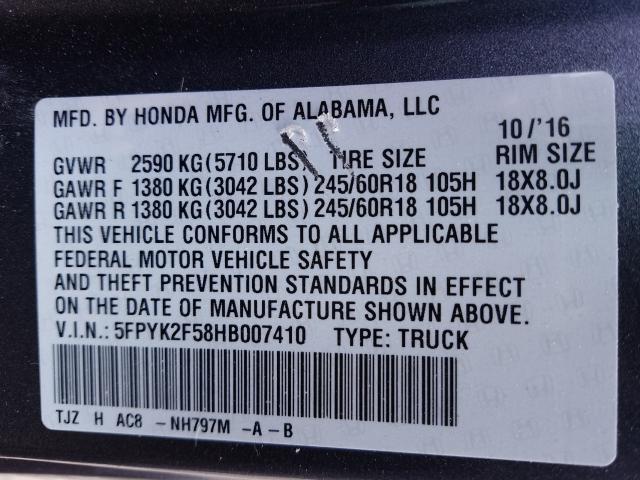 MFD. BY HONDA MFG. OF ALABAMA, LLC
10/'16
GVWR 2590 KG(5710 LBS) TIRE SIZE RIM SIZE
GAWR F 1380 KG(3042 LBS) 245/60R18 105H 18X8.0J
GAWR R 1380 KG(3042 LBS) 245/60R18 105H 18X8.0J
THIS VEHICLE CONFORMS TO ALL APPLICABLE
FEDERAL MOTOR VEHICLE SAFETY
AND THEFT PREVENTION STANDARDS IN EFFECT
ON THE DATE OF MANUFACTURE SHOWN ABOVE.
V.I.N.: 5FPYK2F58HB007410 TYPE: TRUCK
TJZ H AC8 -NH797M -A-B